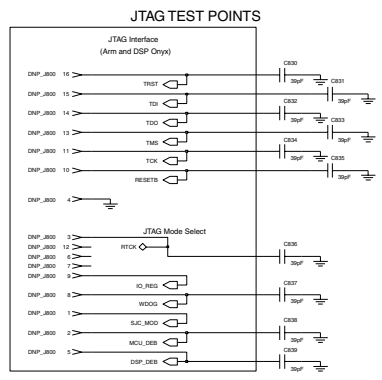 JTAG TEST POINTS
JTAG Interface
(Arm and DSP Onyx)
C830
DNP_J800 16
39pF
C831
TRST
DNP_J800 15
39pF
C832
TDI
DNP_J800 14
39pF
C833
TDO
DNP_J800 13
39pF
C834
TMS
DNP_J800 11
39pF
C835
TCK
DNP_J800 10
39pF
RESETB
DNP_J800 4
JTAG Mode Select
DNP_J800 3
DNP_J800 12
RTCK
C836
DNP_J800 6
39pF
DNP_J800 7
DNP_J800 9
IO_REG
C837
DNP_J800 8
39pF
WDOG
DNP_J800 1
SJC_MOD
C838
DNP_J800 2
39pF
MCU_DEB
C839
DNP_J800 5
39pF
DSP_DEB